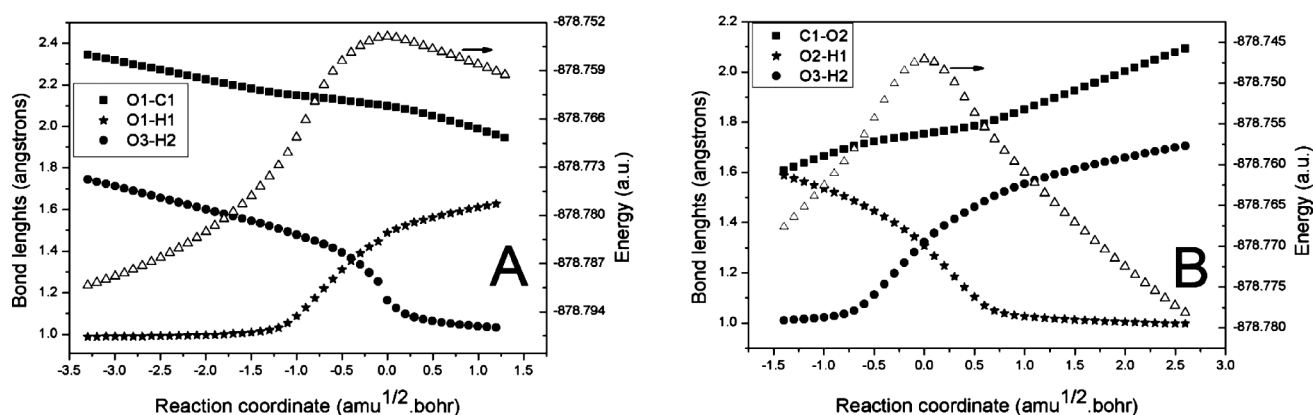 2.4
2.2
2.0
1.8
1.6
1.4
1.2
1.0
Bond lenghts (angstrons)
O1-C1
O1-H1
O3-H2
A
-878.752
-878.759
-878.766
-878.773
-878.780
-878.787
-878.794
Energy (a.u.)
-3.5 -3.0 -2.5 -2.0 -1.5 -1.0 -0.5 0.0 0.5 1.0 1.5
Reaction coordinate (amu1/2.bohr)
2.2
2.1
2.0
1.8
1.6
1.4
1.2
1.0
Bond lenghts (angstrons)
C1-O2
O2-H1
O3-H2
B
-878.745
-878.750
-878.755
-878.760
-878.765
-878.770
-878.775
-878.780
Energy (a.u.)
-1.5 -1.0 -0.5 0.0 0.5 1.0 1.5 2.0 2.5 3.0
Reaction coordinate (amu1/2.bohr)